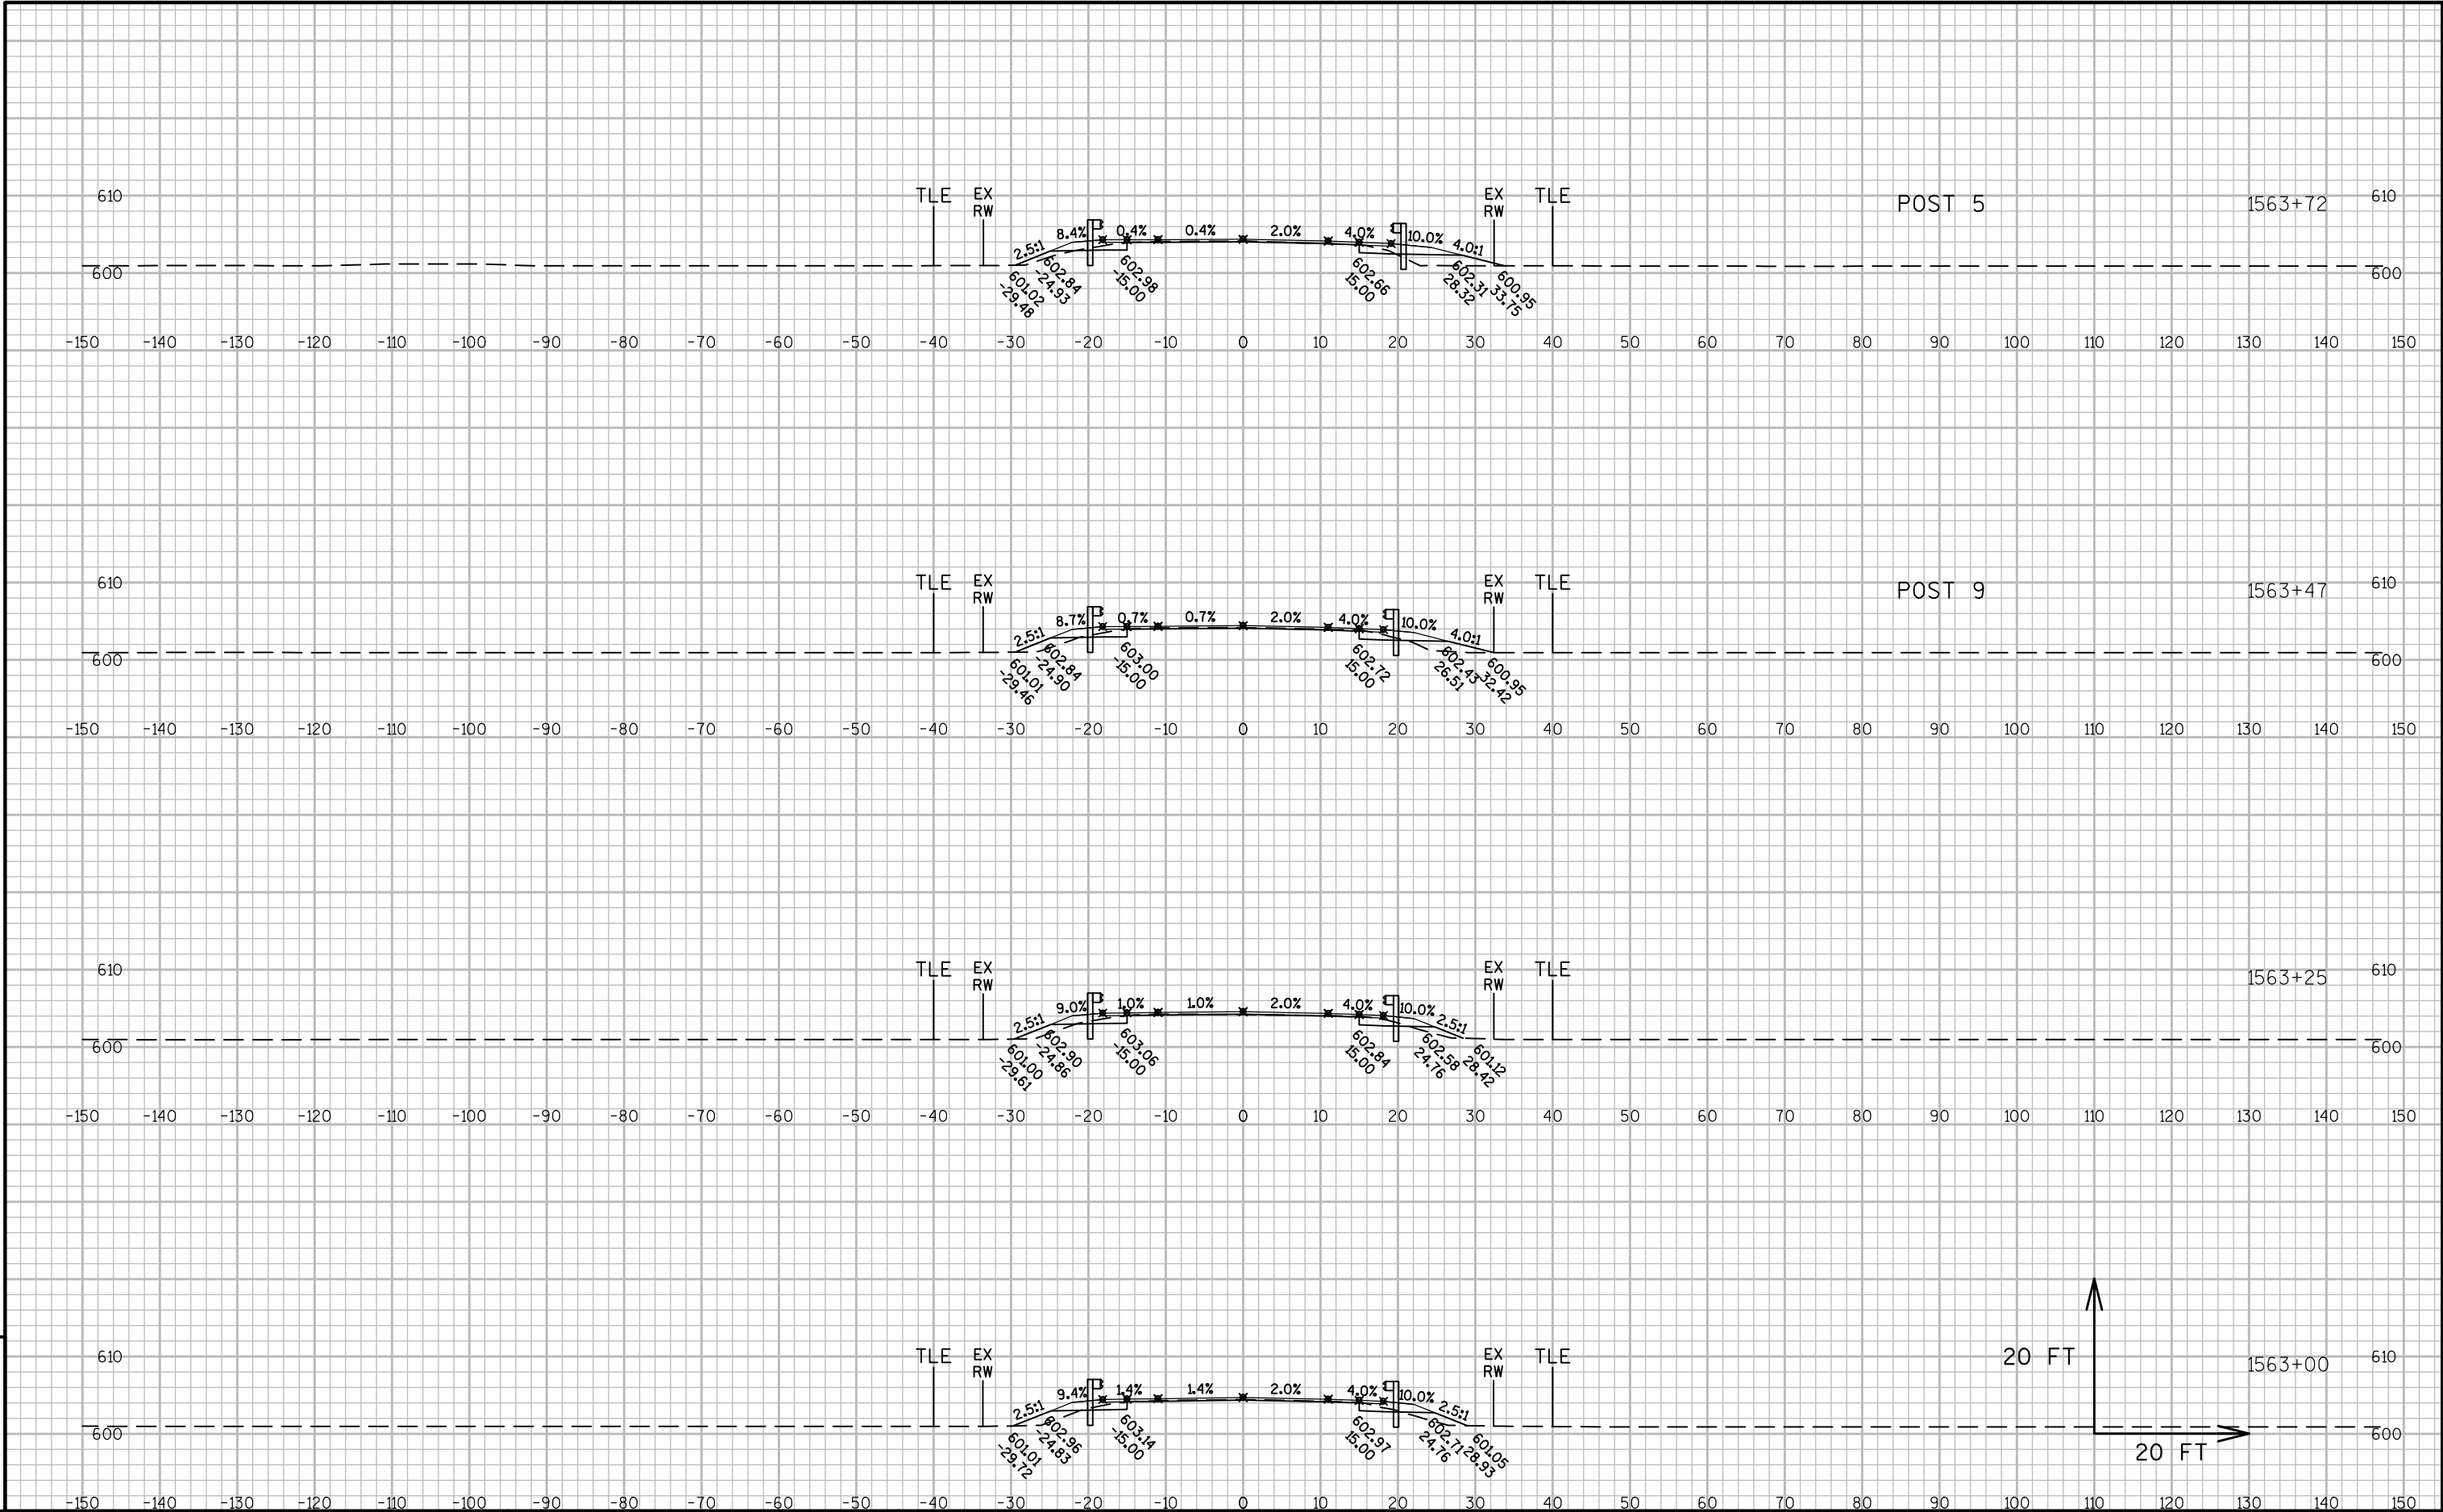 TLE EX EX TLE
RW RW
610 POST 5 1563+72 610
2.5:1 8.4% 0.4% 0.4% 2.0% 4.0% 10.0% 4.0:1
600 600
601.02 602.84 602.98 602.66 602.31 600.95
-29.48 -24.93 -15.00 15.00 28.32 33.75
-150 -140 -130 -120 -110 -100 -90 -80 -70 -60 -50 -40 -30 -20 -10 0 10 20 30 40 50 60 70 80 90 100 110 120 130 140 150
TLE EX EX TLE
RW RW
610 POST 9 1563+47 610
2.5:1 8.7% 0.7% 0.7% 2.0% 4.0% 10.0% 4.0:1
600 600
601.01 602.84 603.00 602.72 602.43 600.95
-29.46 -24.90 -15.00 15.00 26.51 32.42
-150 -140 -130 -120 -110 -100 -90 -80 -70 -60 -50 -40 -30 -20 -10 0 10 20 30 40 50 60 70 80 90 100 110 120 130 140 150
TLE EX EX TLE
RW RW
610 1563+25 610
2.5:1 9.0% 1.0% 1.0% 2.0% 4.0% 10.0% 2.5:1
600 600
601.00 602.90 603.06 602.84 602.58 601.12
-29.61 -24.86 -15.00 15.00 24.76 28.42
-150 -140 -130 -120 -110 -100 -90 -80 -70 -60 -50 -40 -30 -20 -10 0 10 20 30 40 50 60 70 80 90 100 110 120 130 140 150
TLE EX EX TLE
RW RW
610 20 FT 1563+00 610
2.5:1 9.4% 1.4% 1.4% 2.0% 4.0% 10.0% 2.5:1
600 600
20 FT
601.01 602.96 603.14 602.97 602.71 601.05
-29.72 -24.83 -15.00 15.00 24.76 28.93
-150 -140 -130 -120 -110 -100 -90 -80 -70 -60 -50 -40 -30 -20 -10 0 10 20 30 40 50 60 70 80 90 100 110 120 130 140 150